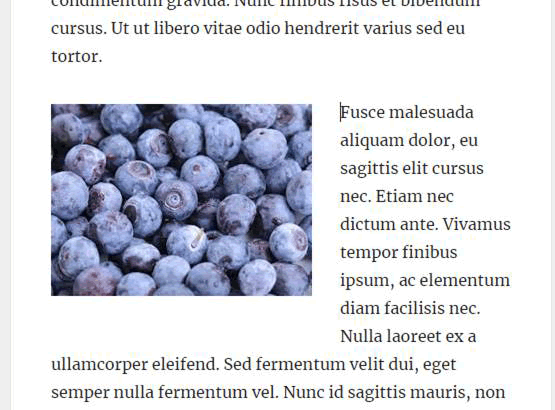 condimentum gravida. Nunc finibus risus et bibendum
cursus. Ut ut libero vitae odio hendrerit varius sed eu
tortor.
Fusce malesuada
aliquam dolor, eu
sagittis elit cursus
nec. Etiam nec
dictum ante. Vivamus
tempor finibus
ipsum, ac elementum
diam facilisis nec.
Nulla laoreet ex a
ullamcorper eleifend. Sed fermentum velit dui, eget
semper nulla fermentum vel. Nunc id sagittis mauris, non